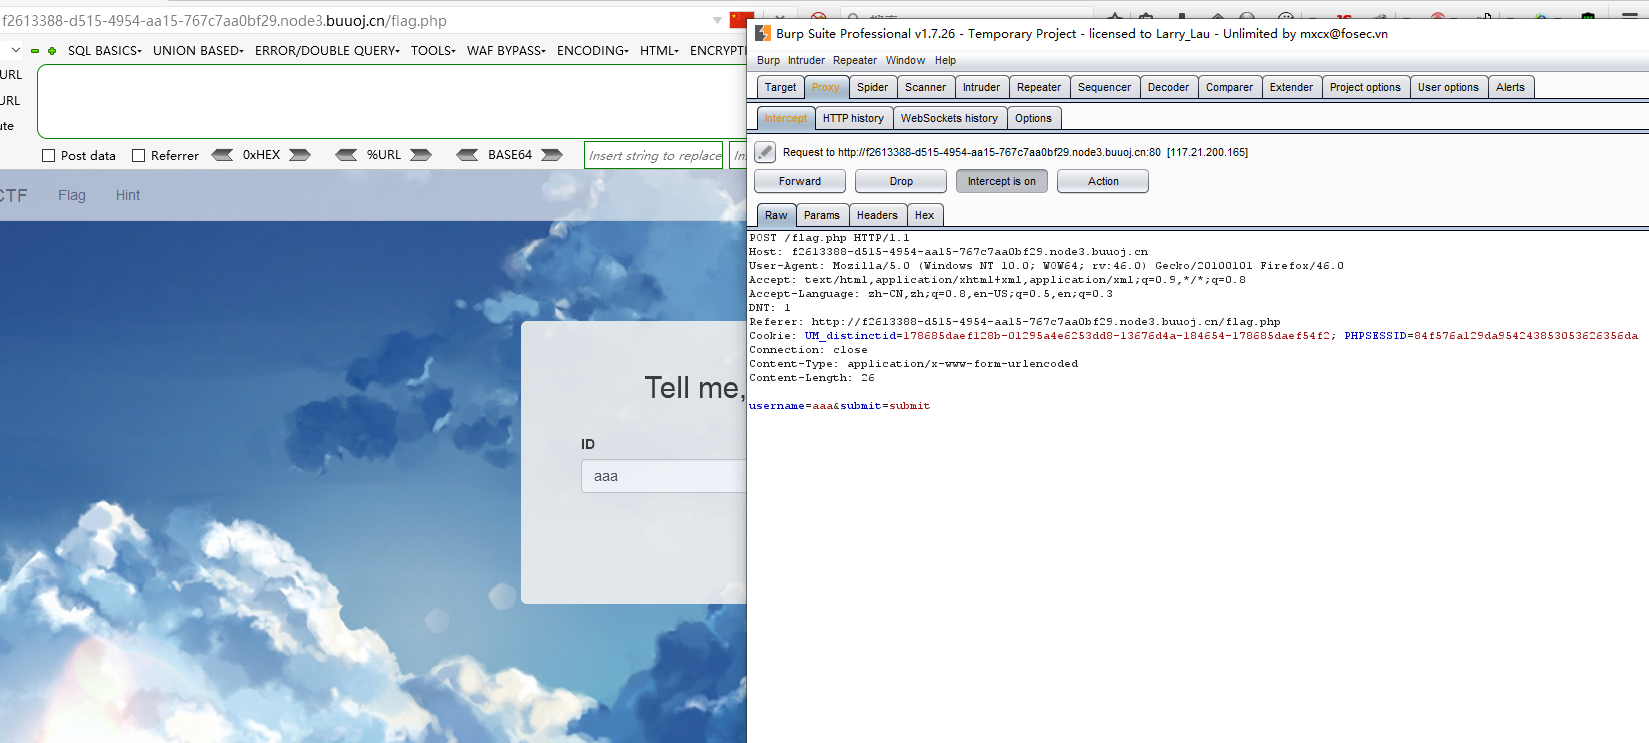 f2613388-d515-4954-aa15-767c7aa0bf29.node3.buuoj.cn/flag.php
SQL BASICS UNION BASED ERROR/DOUBLE QUERY TOOLS WAF BYPASS ENCODING HTML ENCRYPTI
URL
URL
ute
Post data Referrer 0xHEX %URL BASE64 Insert string to replace Ins
CTF Flag Hint
Tell me,
ID
aaa
Burp Suite Professional v1.7.26 - Temporary Project - licensed to Larry_Lau - Unlimited by mxcx@fosec.vn
Burp Intruder Repeater Window Help
Target Proxy Spider Scanner Intruder Repeater Sequencer Decoder Comparer Extender Project options User options Alerts
Intercept HTTP history WebSockets history Options
Request to http://f2613388-d515-4954-aa15-767c7aa0bf29.node3.buuoj.cn:80 [117.21.200.165]
Forward Drop Intercept is on Action
Raw Params Headers Hex
POST /flag.php HTTP/1.1
Host: f2613388-d515-4954-aa15-767c7aa0bf29.node3.buuoj.cn
User-Agent: Mozilla/5.0 (Windows NT 10.0; WOW64; rv:46.0) Gecko/20100101 Firefox/46.0
Accept: text/html,application/xhtml+xml,application/xml;q=0.9,*/*;q=0.8
Accept-Language: zh-CN,zh;q=0.8,en-US;q=0.5,en;q=0.3
DNT: 1
Referer: http://f2613388-d515-4954-aa15-767c7aa0bf29.node3.buuoj.cn/flag.php
Cookie: UM_distinctid=178685daef128b-01295a4e6253dd8-13676d4a-184654-178685daef54f2; PHPSESSID=84f576a129da954243853053626356da
Connection: close
Content-Type: application/x-www-form-urlencoded
Content-Length: 26
username=aaa&submit=submit